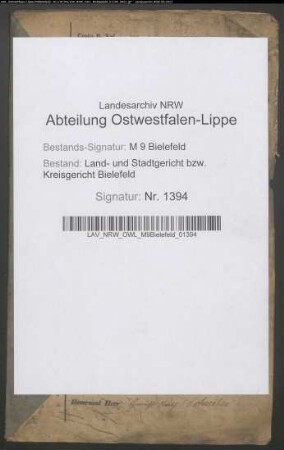 Landesarchiv NRW
Abteilung Ostwestfalen-Lippe
Bestands-Signatur: M 9 Bielefeld
Bestand: Land- und Stadtgericht bzw.
Kreisgericht Bielefeld
Signatur: Nr. 1394
LAV_NRW_OWL_M9Bielefeld_01394